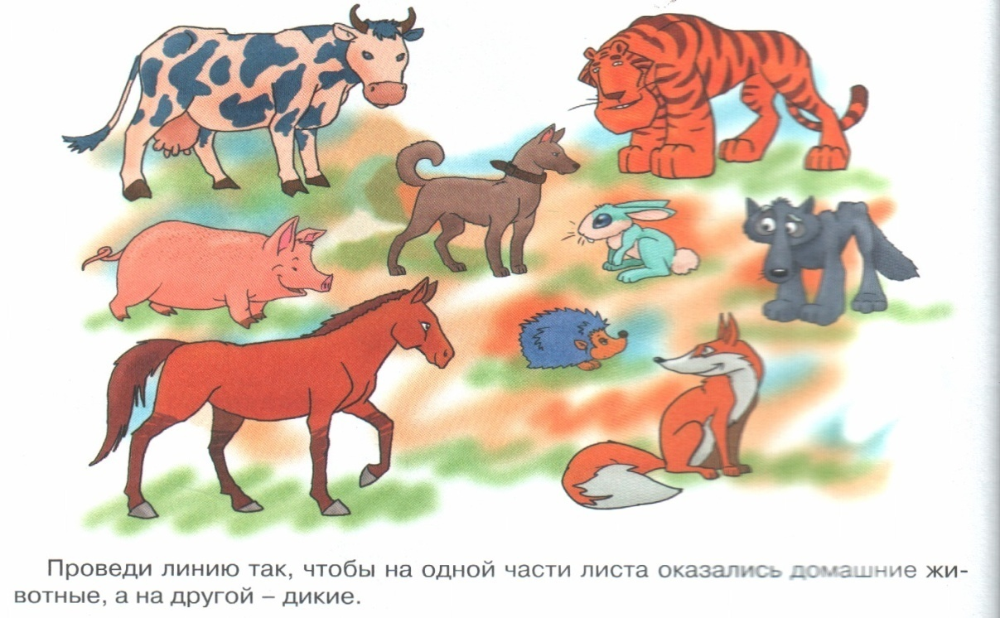 Проведи линию так, чтобы на одной части листа оказались домашние жи-
вотные, а на другой – дикие.